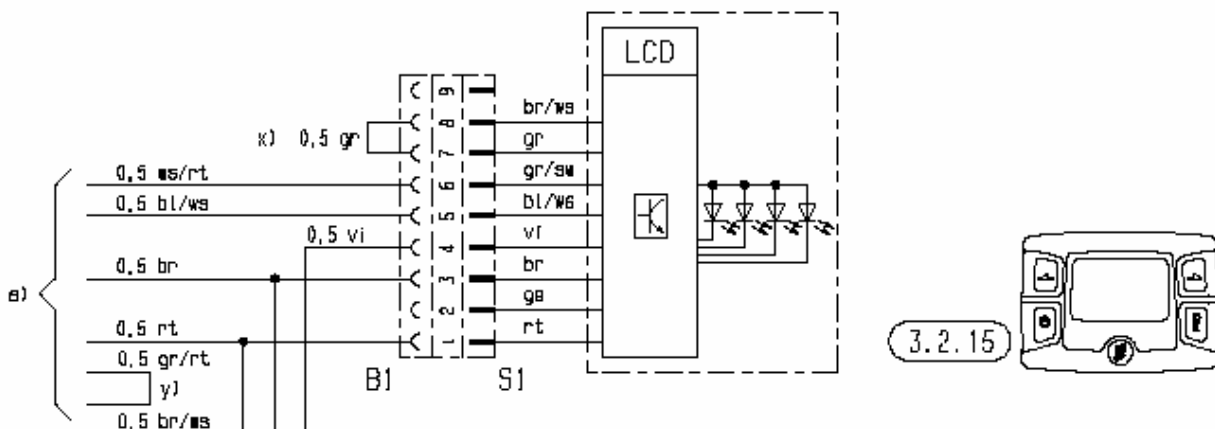 LCD
9
br/ws
x) 0,5 gr
8
gr
7
0,5 ws/rt
gr/sw
6
0,5 bl/ws
bl/ws
5
0,5 vi
vi
4
0,5 br
br
3
a)
ge
2
0,5 rt
rt
1
3.2.15
0,5 gr/rt
B1 S1
y)
0,5 br/ws